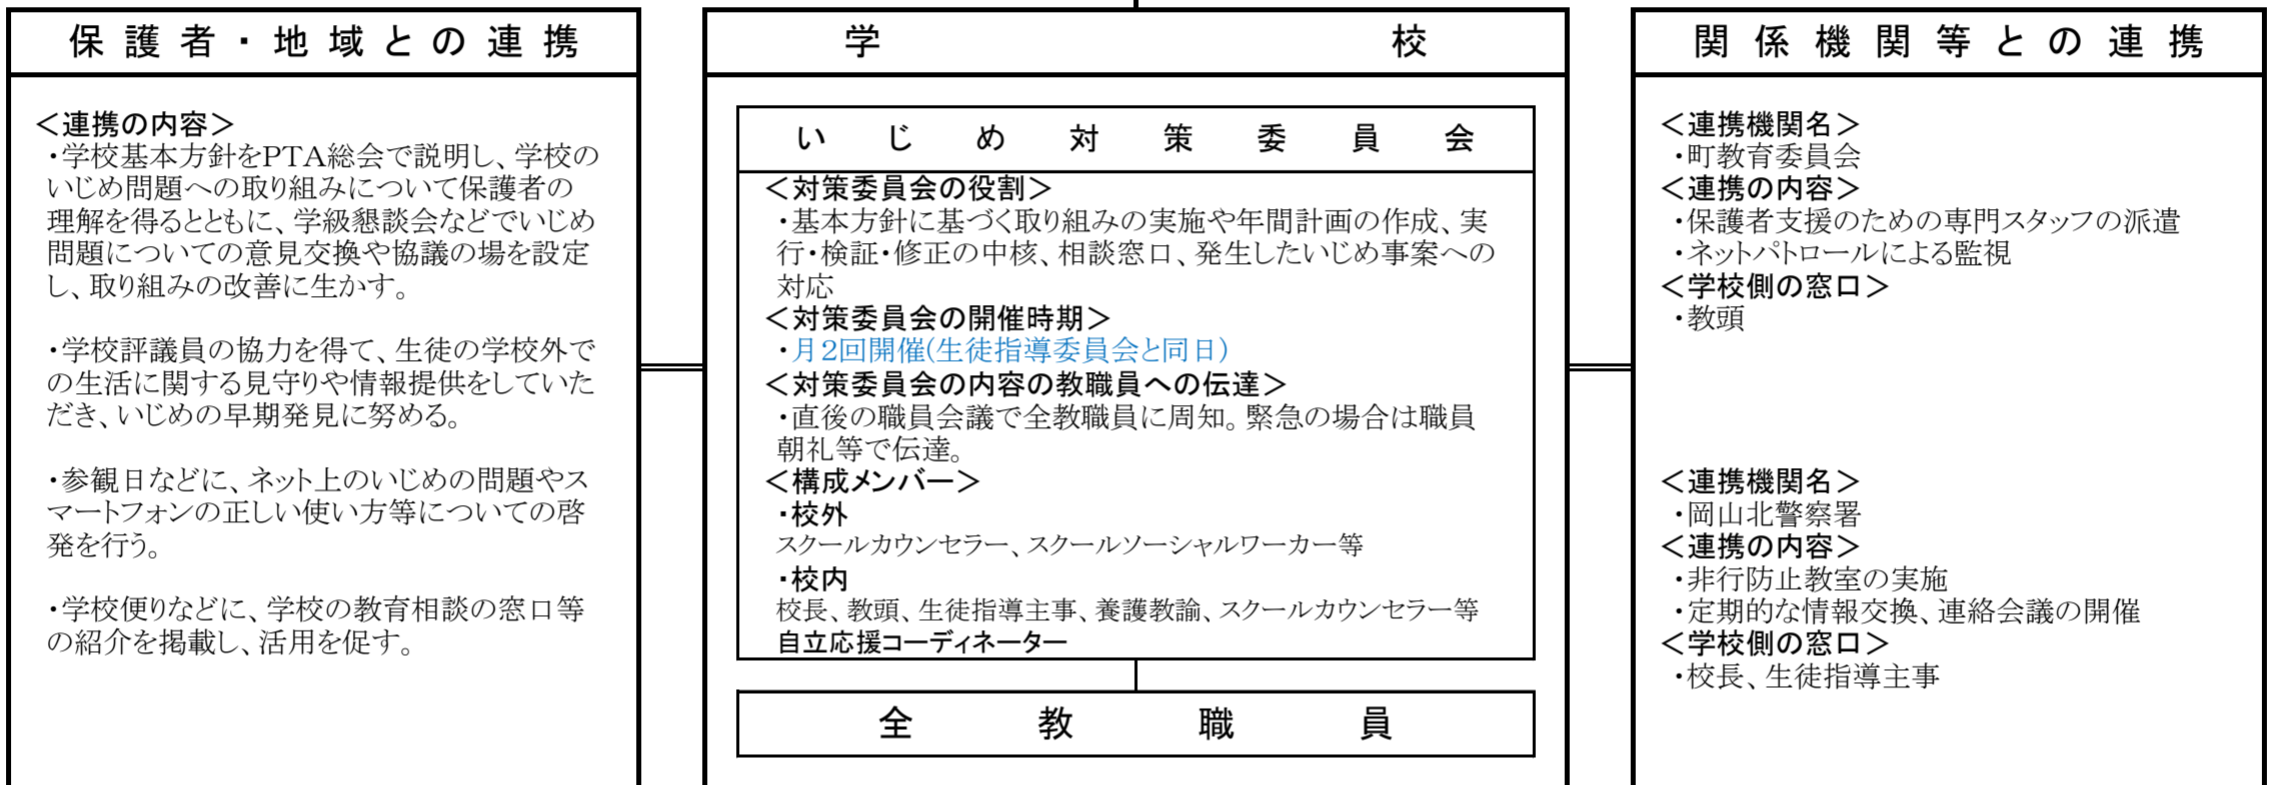 保護者・地域との連携
＜連携の内容＞
・学校基本方針をPTA総会で説明し、学校の
いじめ問題への取り組みについて保護者の
理解を得るとともに、学級懇談会などでいじめ
問題についての意見交換や協議の場を設定
し、取り組みの改善に生かす。
・学校評議員の協力を得て、生徒の学校外で
の生活に関する見守りや情報提供をしていた
だき、いじめの早期発見に努める。
・参観日などに、ネット上のいじめの問題やス
マートフォンの正しい使い方等についての啓
発を行う。
・学校便りなどに、学校の教育相談の窓口等
の紹介を掲載し、活用を促す。
学校
いじめ対策委員会
＜対策委員会の役割＞
・基本方針に基づく取り組みの実施や年間計画の作成、実
行・検証・修正の中核、相談窓口、発生したいじめ事案への
対応
＜対策委員会の開催時期＞
・月2回開催(生徒指導委員会と同日)
＜対策委員会の内容の教職員への伝達＞
・直後の職員会議で全教職員に周知。緊急の場合は職員
朝礼等で伝達。
＜構成メンバー＞
・校外
スクールカウンセラー、スクールソーシャルワーカー等
・校内
校長、教頭、生徒指導主事、養護教諭、スクールカウンセラー等
自立応援コーディネーター
全教職員
関係機関等との連携
＜連携機関名＞
・町教育委員会
＜連携の内容＞
・保護者支援のための専門スタッフの派遣
・ネットパトロールによる監視
＜学校側の窓口＞
・教頭
＜連携機関名＞
・岡山北警察署
＜連携の内容＞
・非行防止教室の実施
・定期的な情報交換、連絡会議の開催
＜学校側の窓口＞
・校長、生徒指導主事